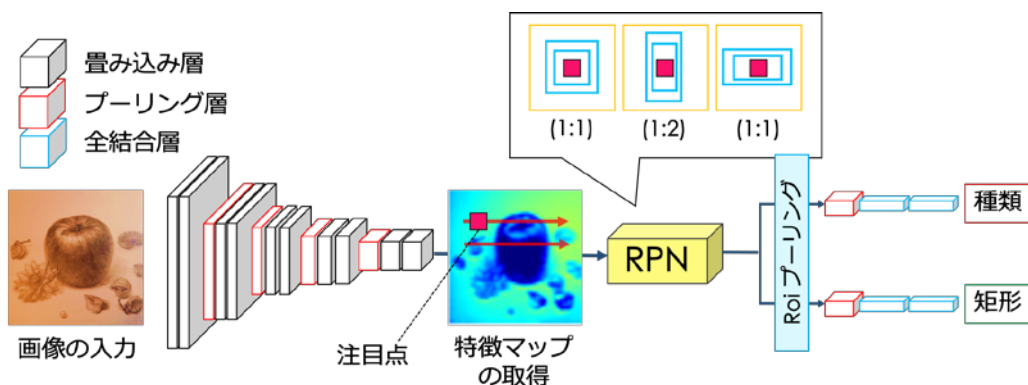 畳み込み層
プーリング層
全結合層
(1:1) (1:2) (1:1)
画像の入力
注目点
特徴マップ
の取得
RPN
Roi プーリング
種類
矩形